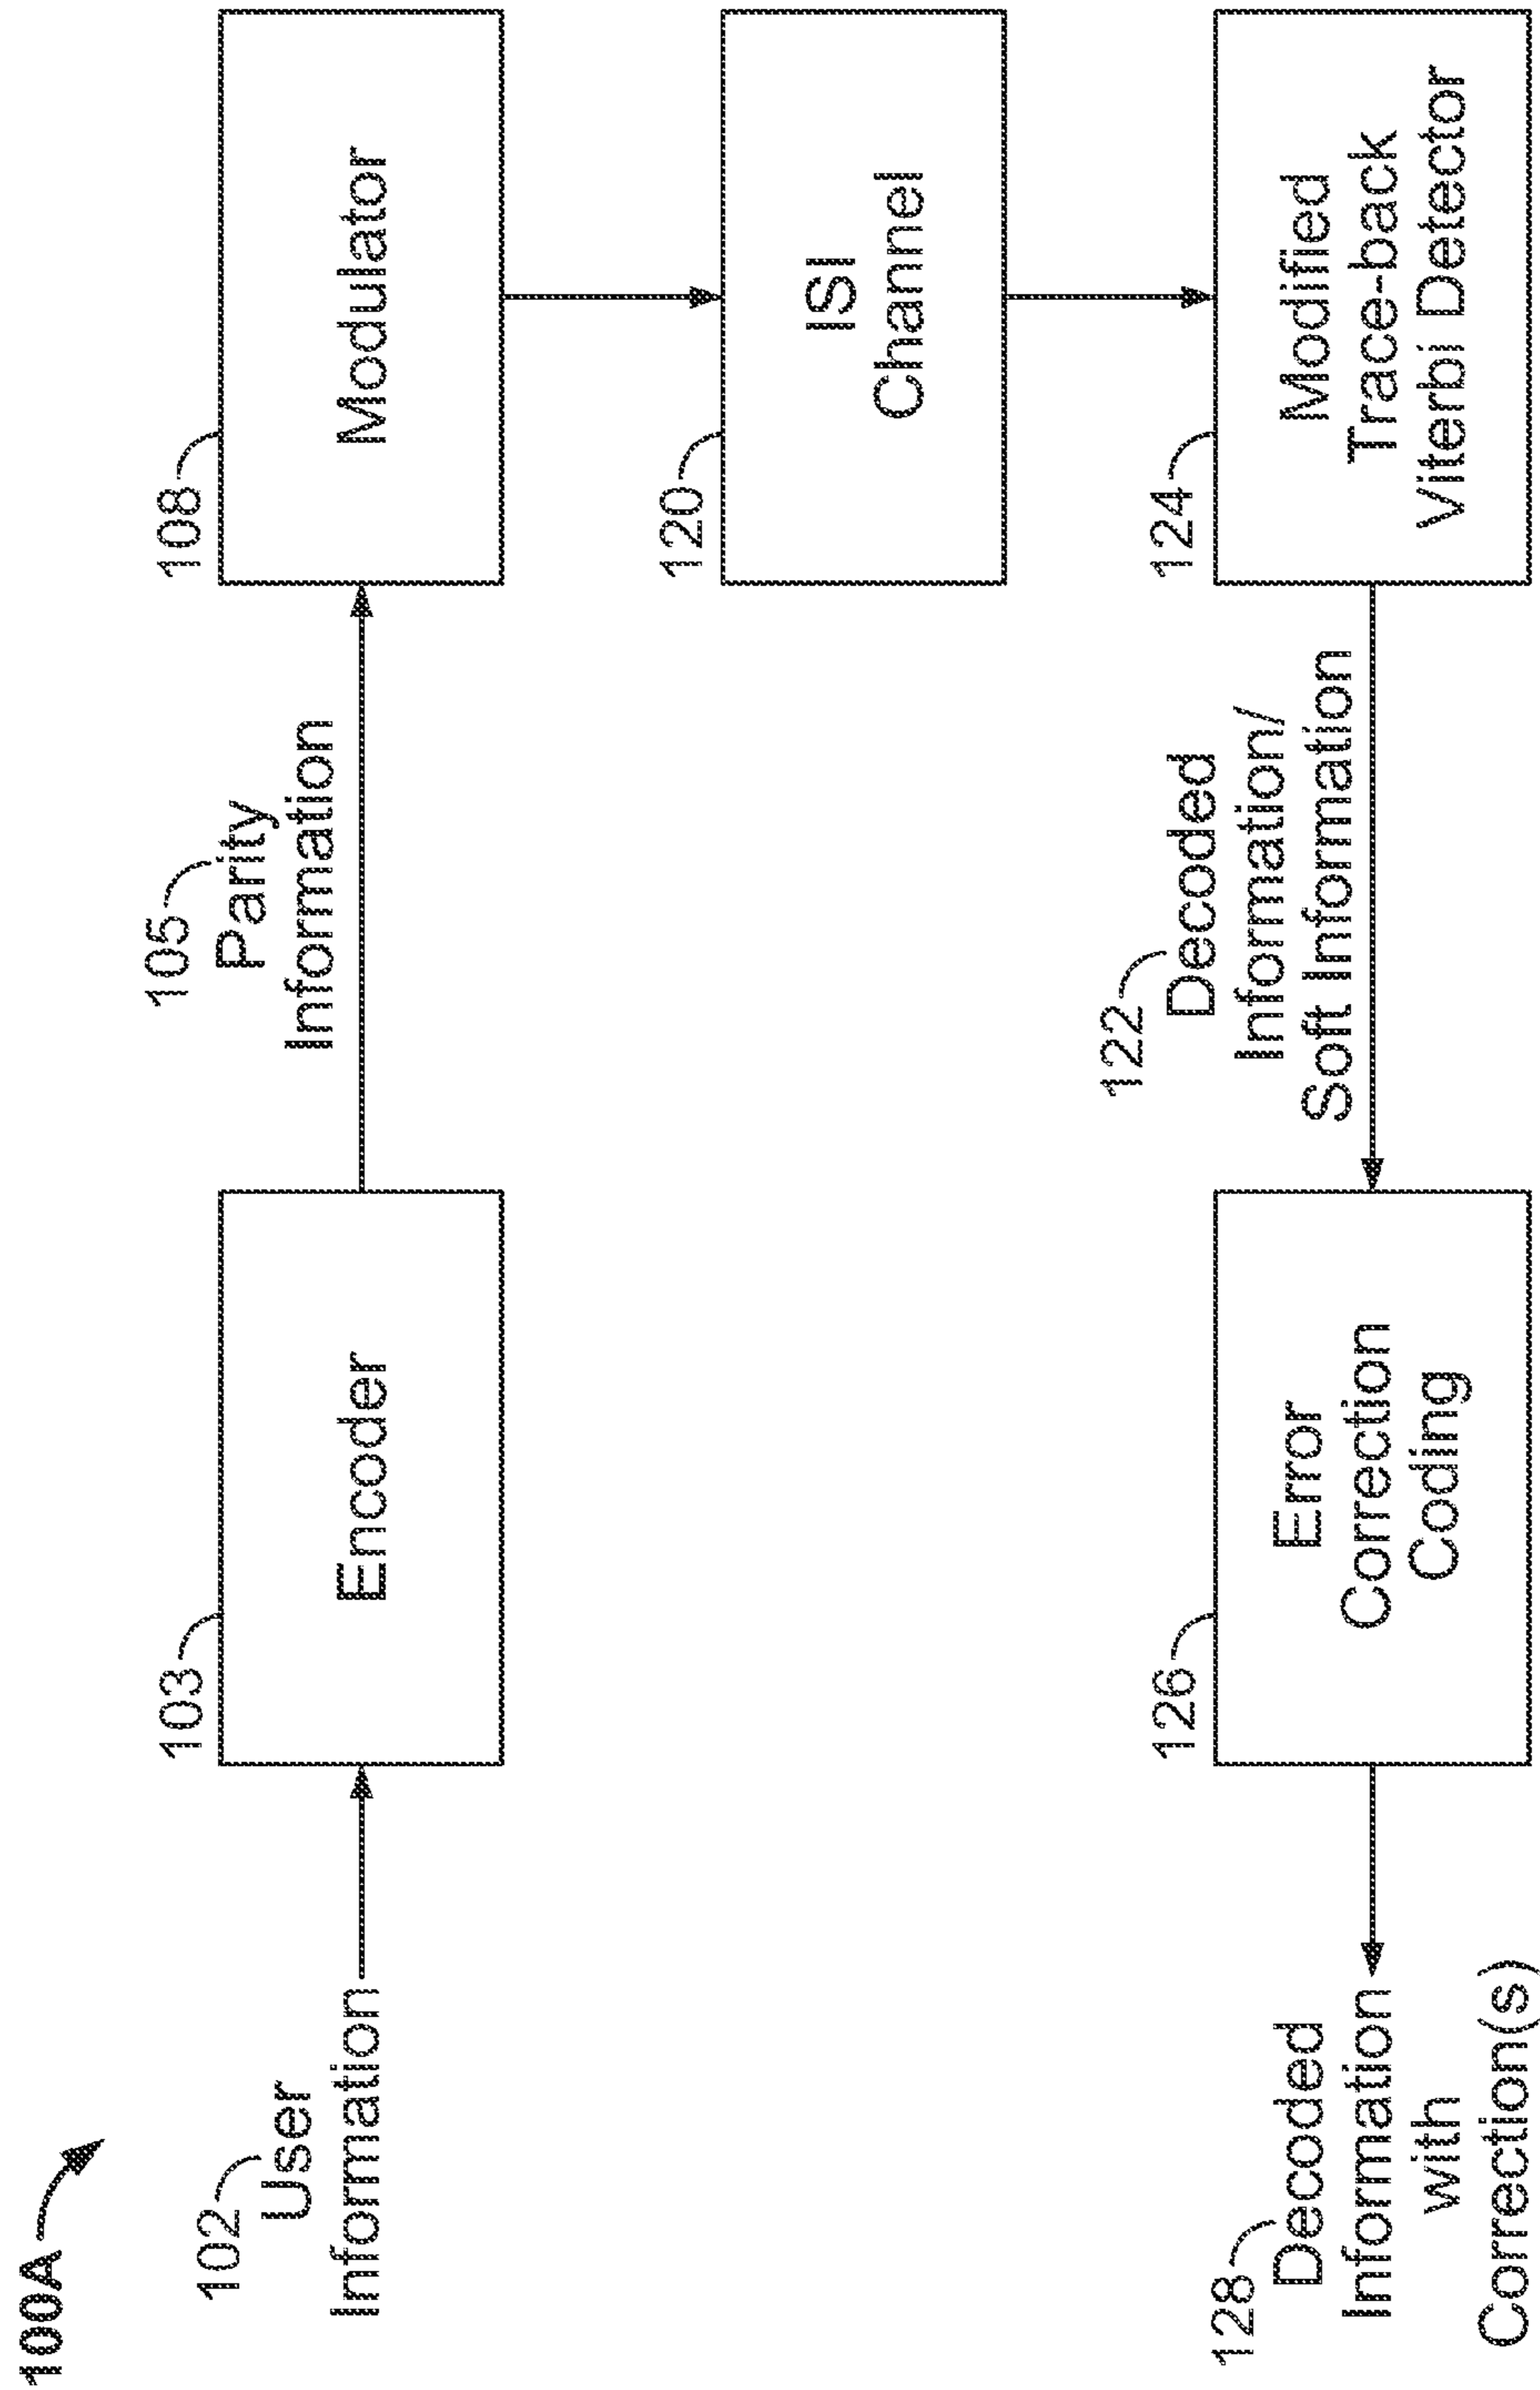 100A
102
User
Information
103
Encoder
105
Parity
Information
108
Modulator
120
ISI
Channel
124
Modified
Trace-back
Viterbi Detector
122
Decoded
Information/
Soft Information
126
Error
Correction
Coding
128
Decoded
Information
with
Correction(s)